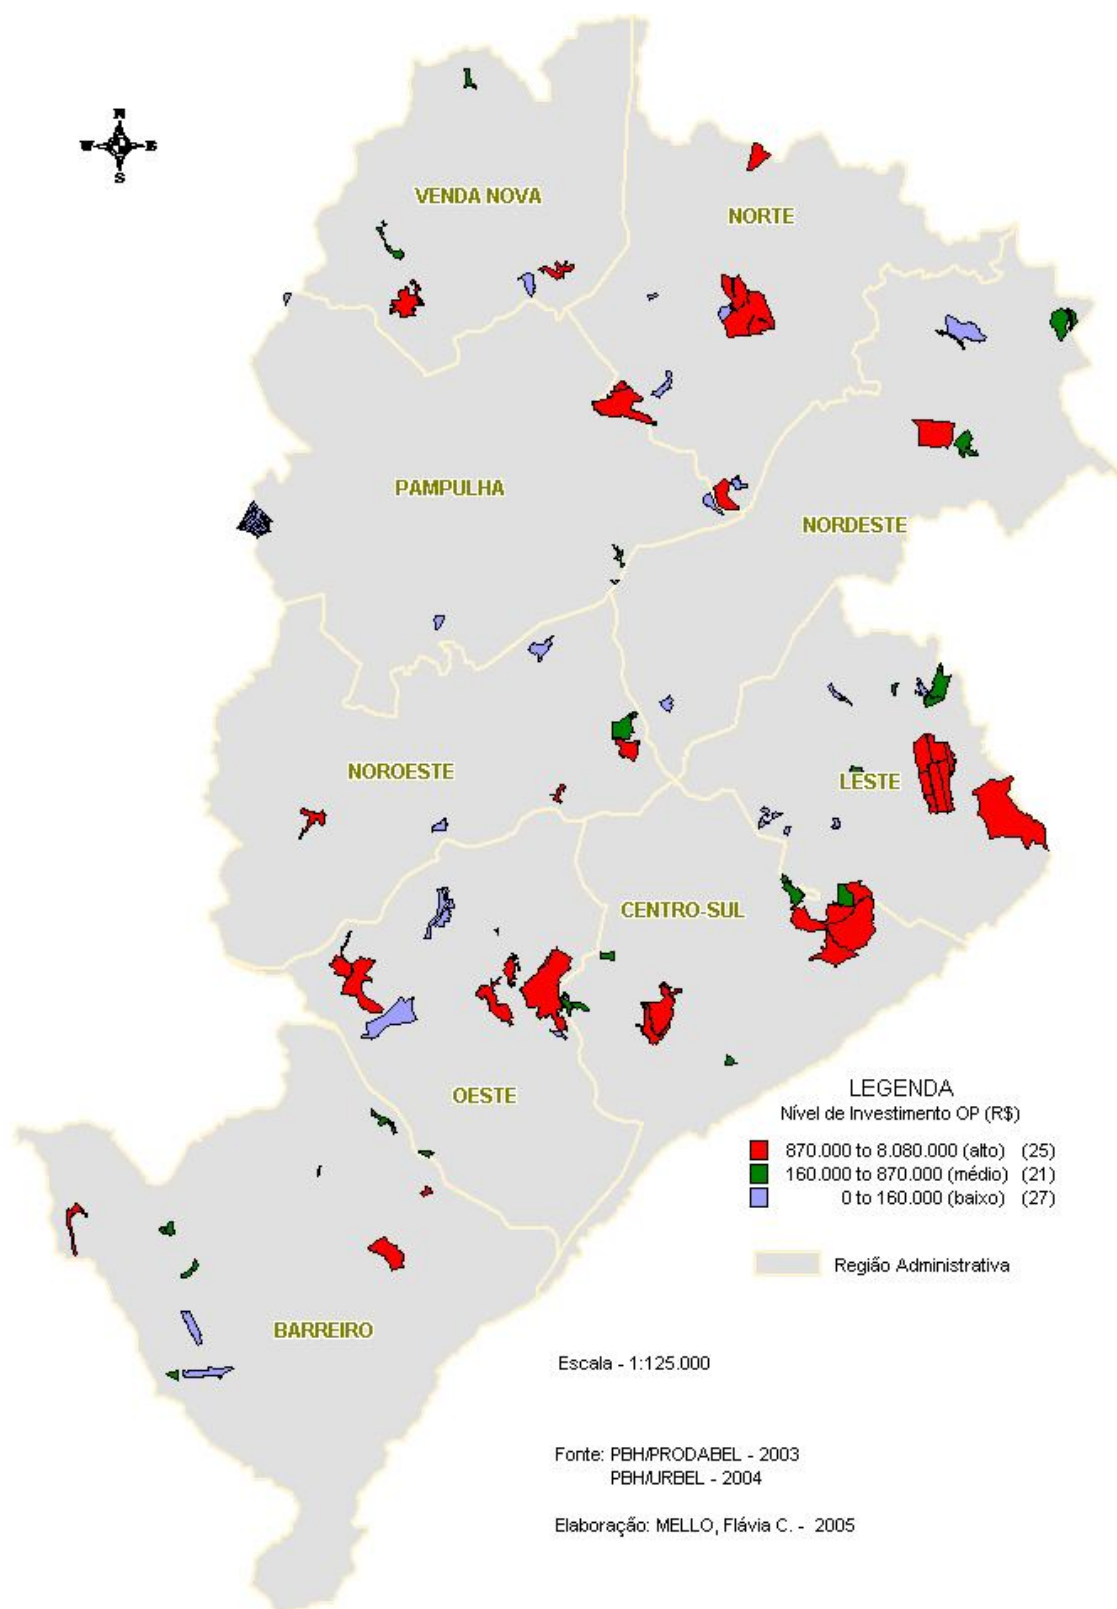 N
W E
S
VENDA NOVA
NORTE
PAMPULHA
NORDESTE
NOROESTE
LESTE
CENTRO-SUL
OESTE
BARREIRO
LEGENDA
Nível de Investimento OP (R$)
870.000 to 8.080.000 (alto) (25)
160.000 to 870.000 (médio) (21)
0 to 160.000 (baixo) (27)
Região Administrativa
Escala - 1:125.000
Fonte: PBH/PRODABEL - 2003
PBH/URBEL - 2004
Elaboração: MELLO, Flávia C. - 2005